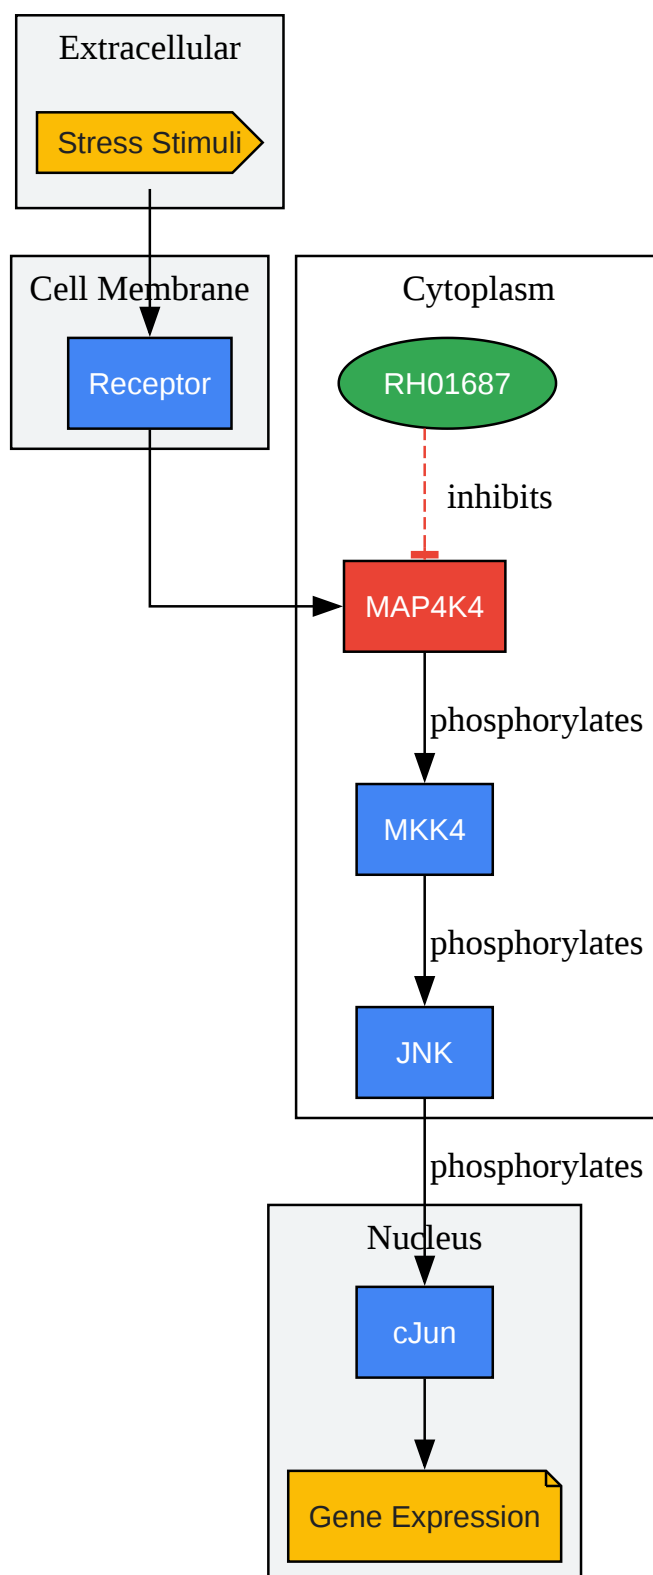 Extracellular
Stress Stimuli
Cell Membrane
Receptor
Cytoplasm
RH01687
inhibits
MAP4K4
phosphorylates
MKK4
phosphorylates
JNK
phosphorylates
Nucleus
cJun
Gene Expression